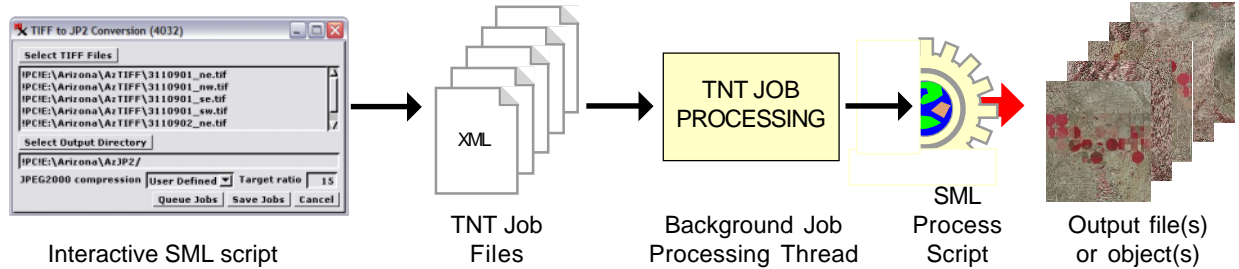 TIFF to JP2 Conversion (4032)
Select TIFF Files
!PC!E:\Arizona\AzTIFF\3110901_ne.tif
!PC!E:\Arizona\AzTIFF\3110901_nw.tif
!PC!E:\Arizona\AzTIFF\3110901_se.tif
!PC!E:\Arizona\AzTIFF\3110901_sw.tif
!PC!E:\Arizona\AzTIFF\3110902_ne.tif
Select Output Directory
!PC!E:\Arizona\AzJP2/
JPEG2000 compression User Defined Target ratio 15
Queue Jobs Save Jobs Cancel
Interactive SML script
XML
TNT Job
Files
TNT JOB
PROCESSING
Background Job
Processing Thread
SML
Process
Script
Output file(s)
or object(s)